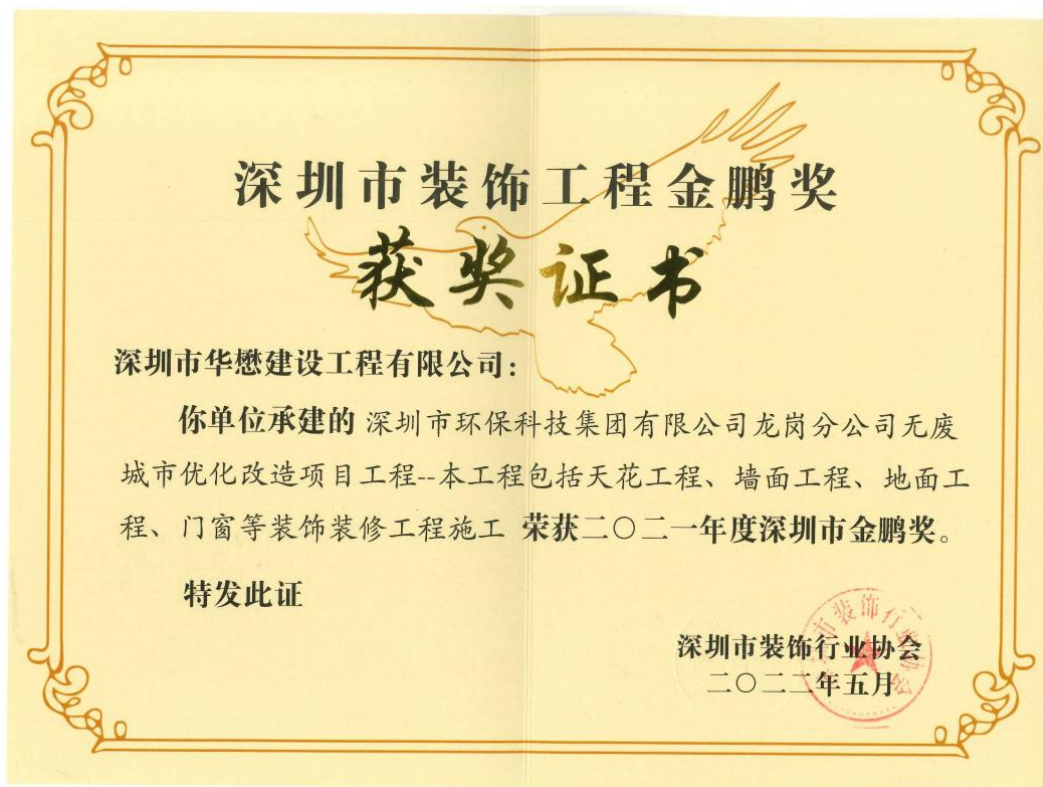 深圳市装饰工程金鹏奖
获奖证书
深圳市华懋建设工程有限公司：
你单位承建的 深圳市环保科技集团有限公司龙岗分公司无废
城市优化改造项目工程--本工程包括天花工程、墙面工程、地面工
程、门窗等装饰装修工程施工 荣获二〇二一年度深圳市金鹏奖。
特发此证
深圳市装饰行业协会
二〇二二年五月